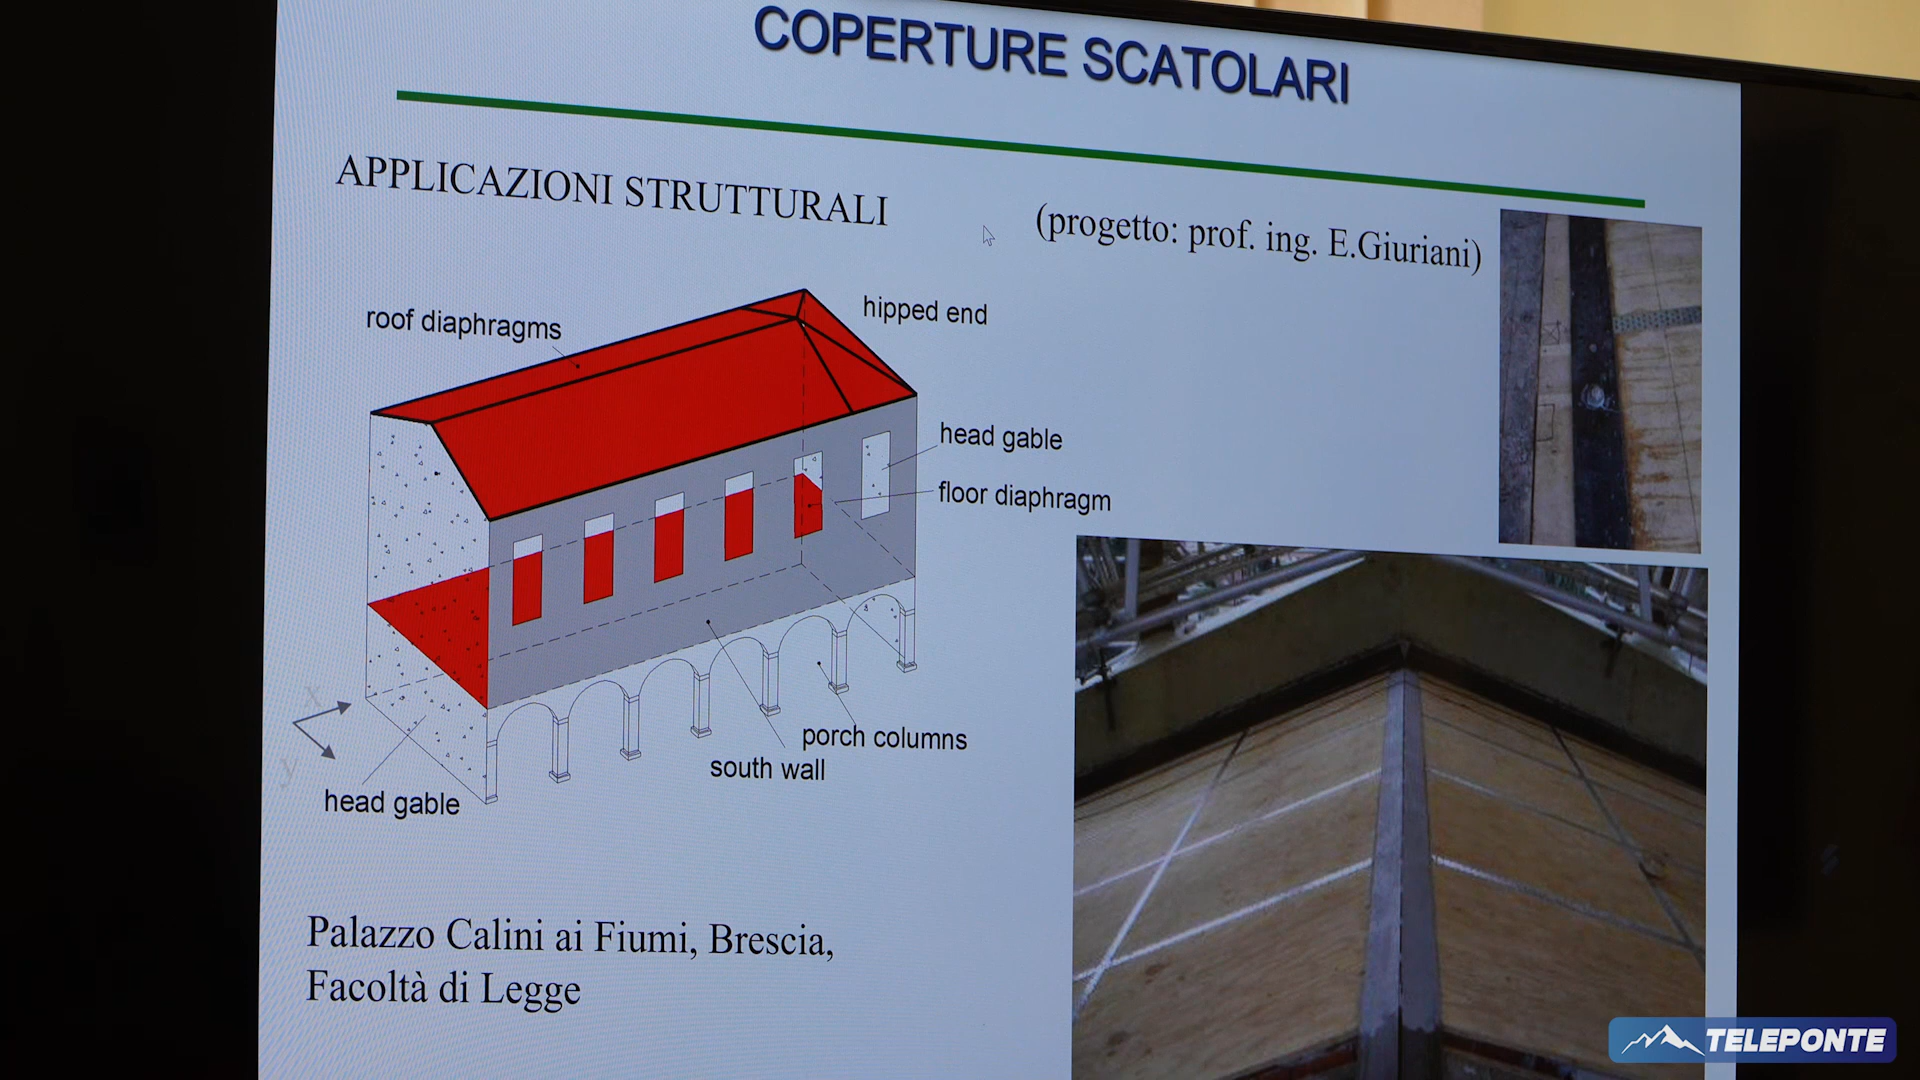 COPERTURE SCATOLARI
APPLICAZIONI STRUTTURALI
(progetto: prof. ing. E.Giuriani)
roof diaphragms
hipped end
head gable
floor diaphragm
x
y
porch columns
south wall
head gable
Palazzo Calini ai Fiumi, Brescia,
Facoltà di Legge
TELEPONTE